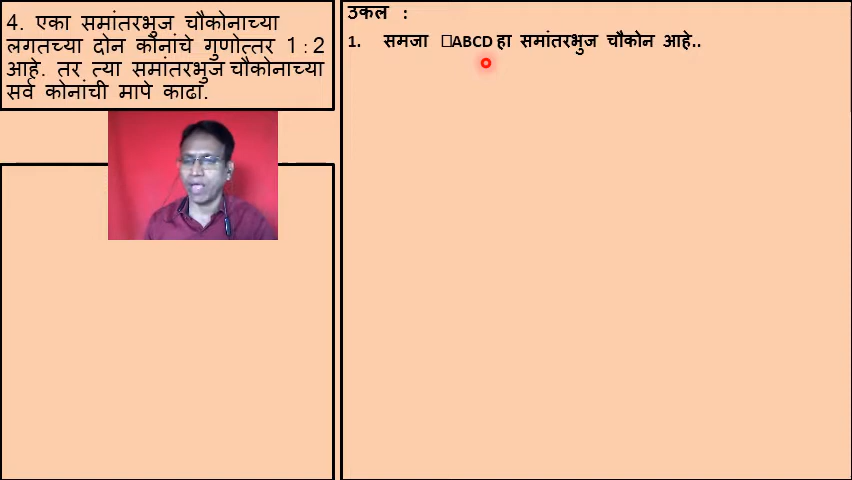 4. एका समांतरभुज चौकोनाच्या
लगतच्या दोन कोनांचे गुणोत्तर 1 : 2
आहे. तर त्या समांतरभुज चौकोनाच्या
सर्व कोनांची मापे काढा.
उकल :
1. समजा □ABCD हा समांतरभुज चौकोन आहे..